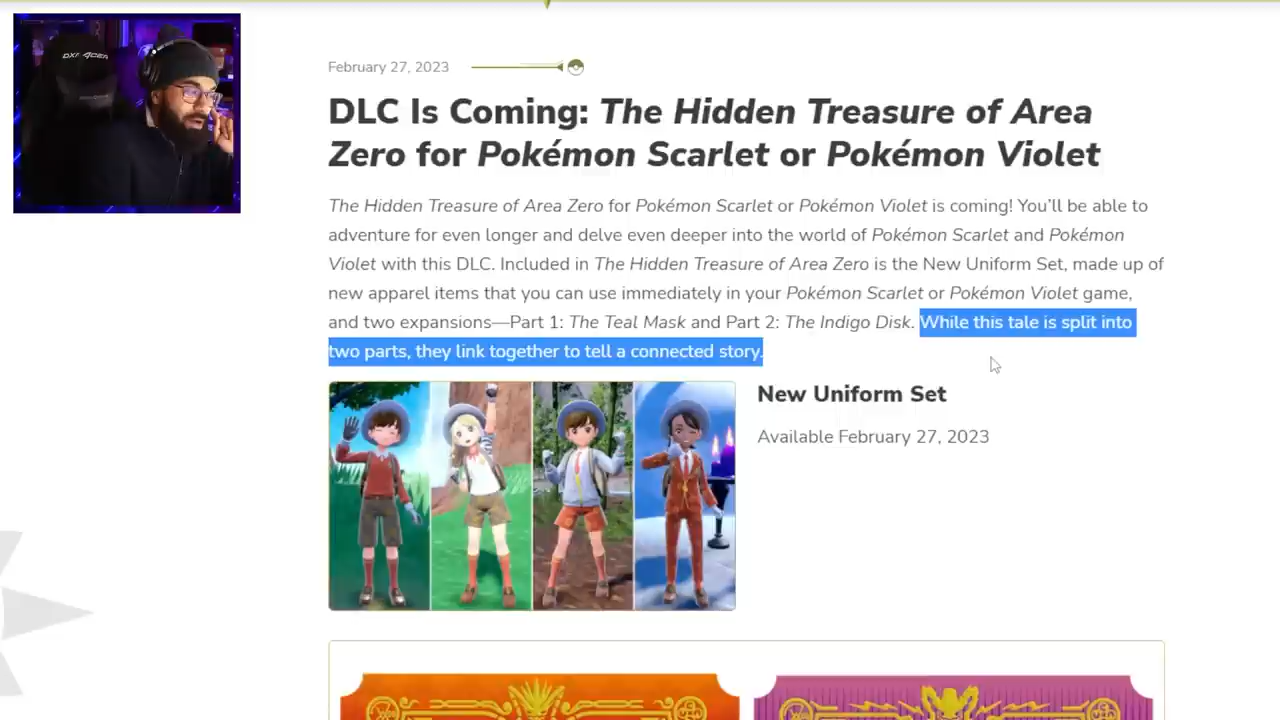 DXRACER
February 27, 2023
DLC Is Coming: The Hidden Treasure of Area
Zero for Pokémon Scarlet or Pokémon Violet
The Hidden Treasure of Area Zero for Pokémon Scarlet or Pokémon Violet is coming! You’ll be able to
adventure for even longer and delve even deeper into the world of Pokémon Scarlet and Pokémon
Violet with this DLC. Included in The Hidden Treasure of Area Zero is the New Uniform Set, made up of
new apparel items that you can use immediately in your Pokémon Scarlet or Pokémon Violet game,
and two expansions—Part 1: The Teal Mask and Part 2: The Indigo Disk. While this tale is split into
two parts, they link together to tell a connected story.
New Uniform Set
Available February 27, 2023